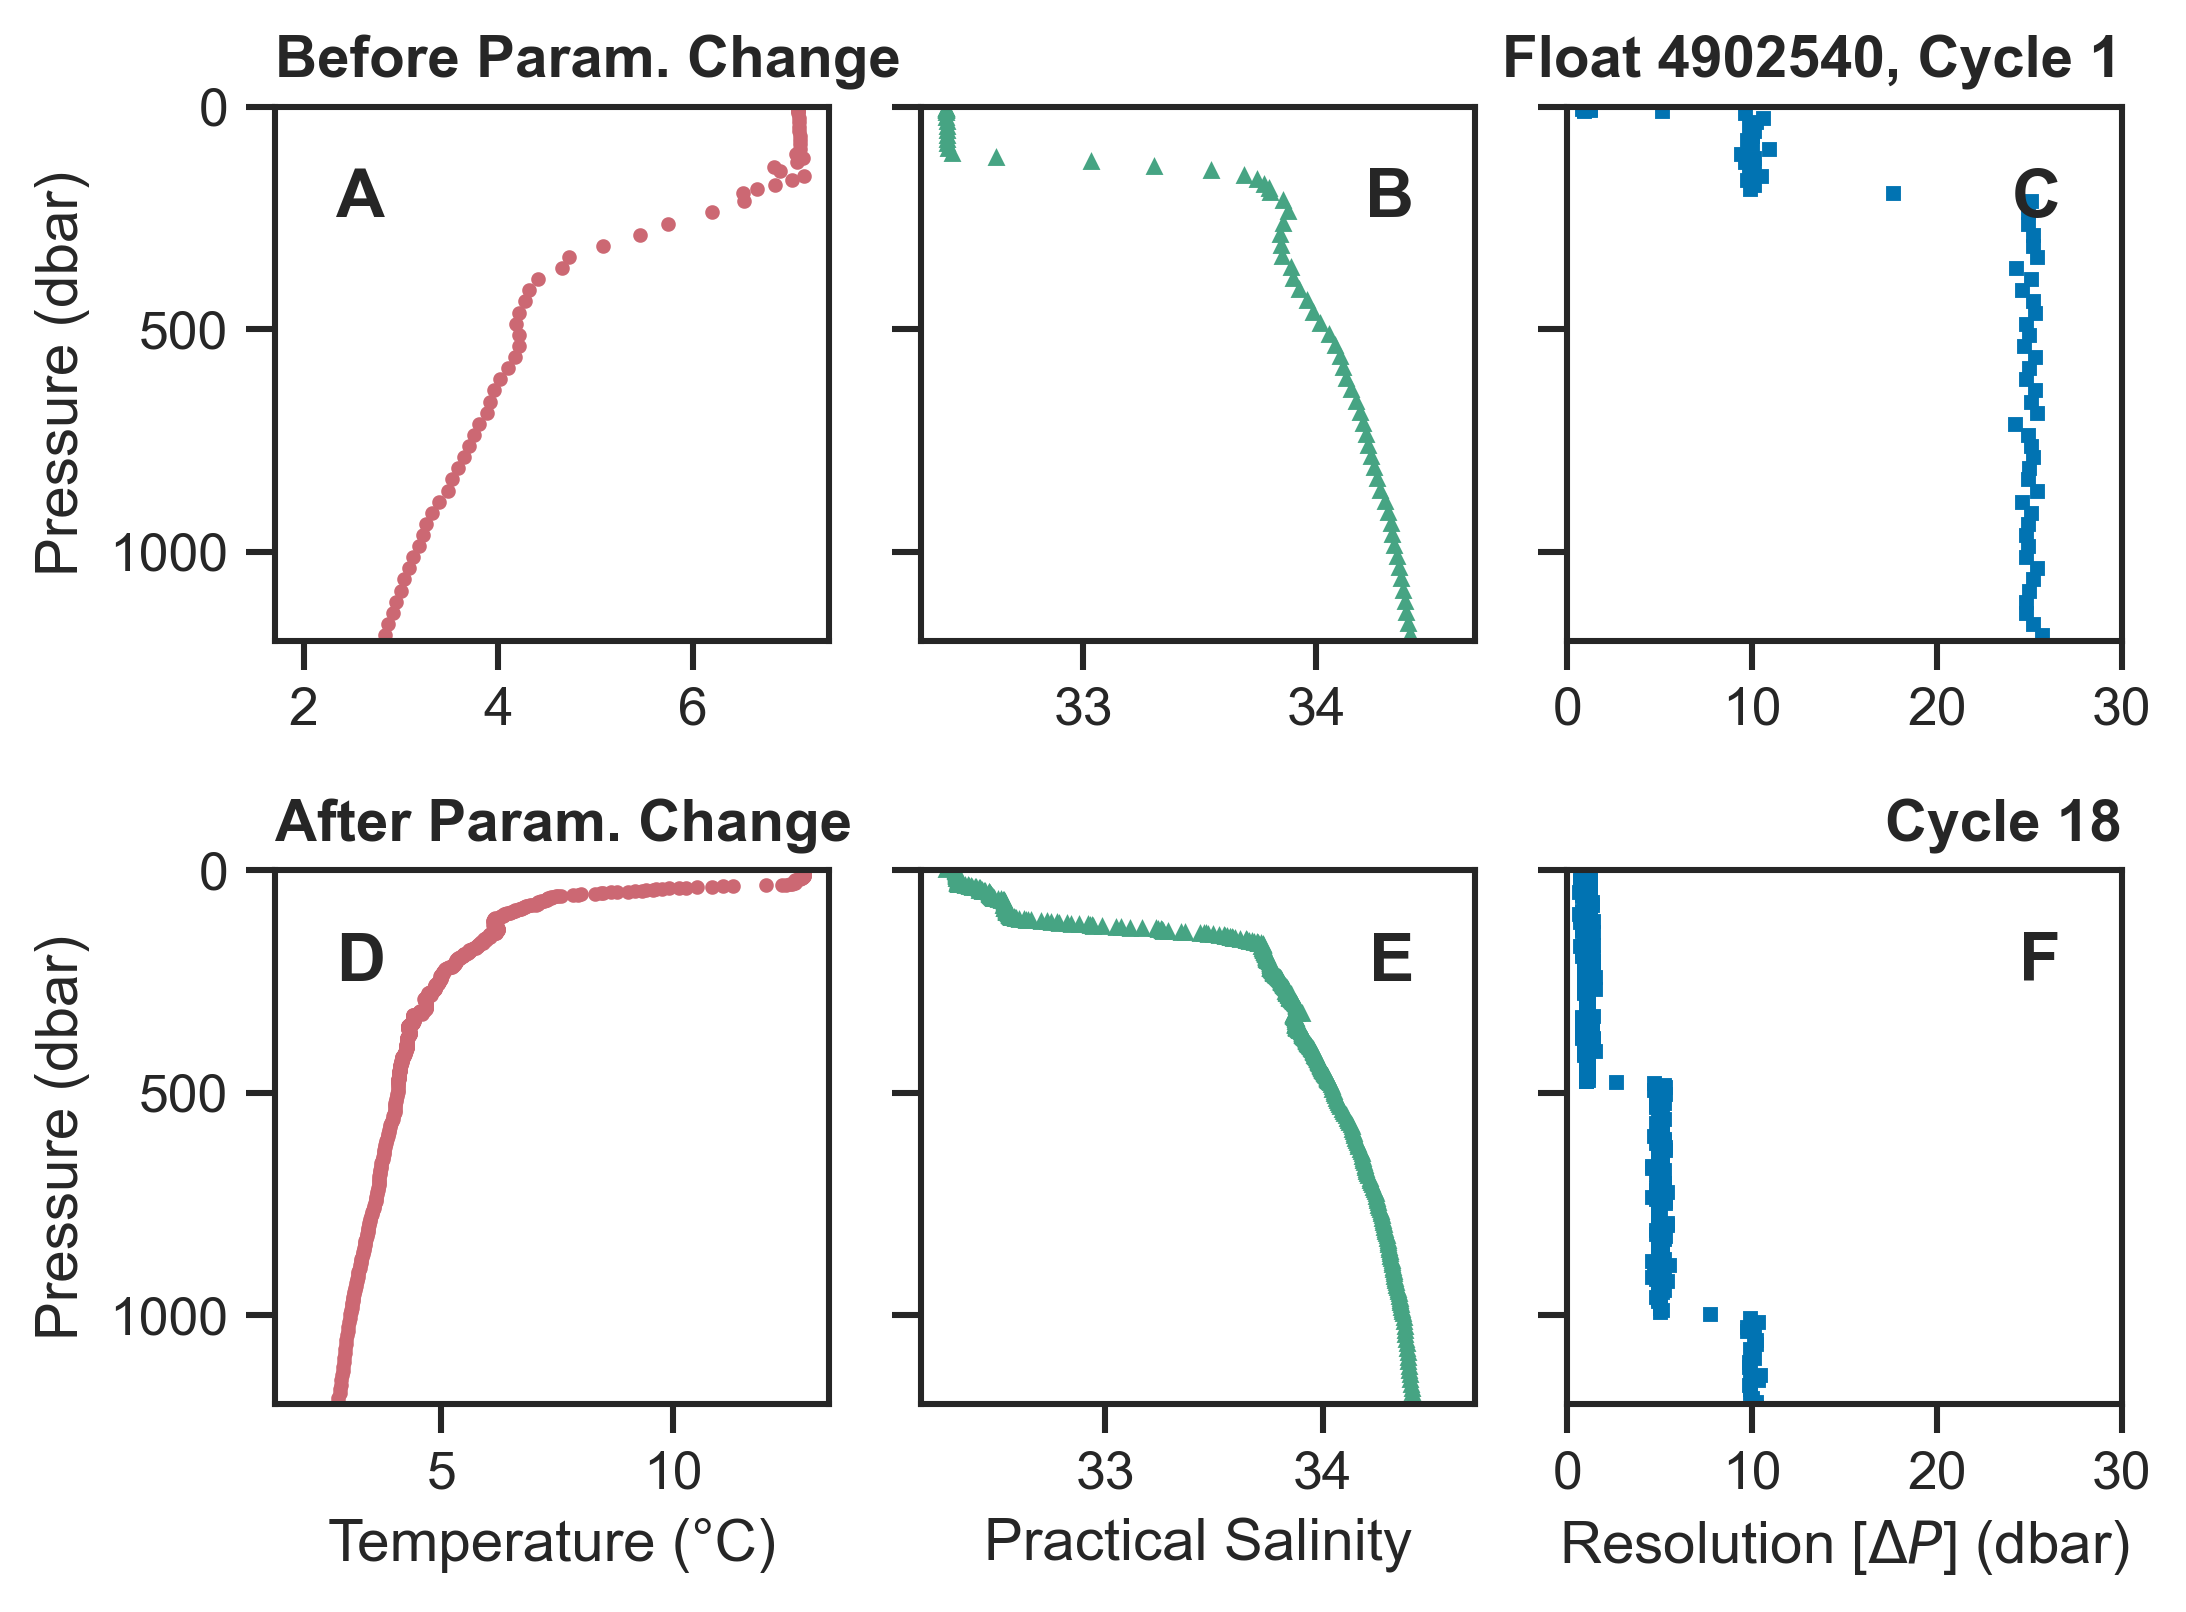 Before Param. Change
Float 4902540, Cycle 1
Pressure (dbar)
0
500
1000
A
B
C
2 4 6
33 34
0 10 20 30
After Param. Change
Cycle 18
Pressure (dbar)
0
500
1000
D
E
F
5 10
33 34
0 10 20 30
Temperature (°C)
Practical Salinity
Resolution [ΔP] (dbar)